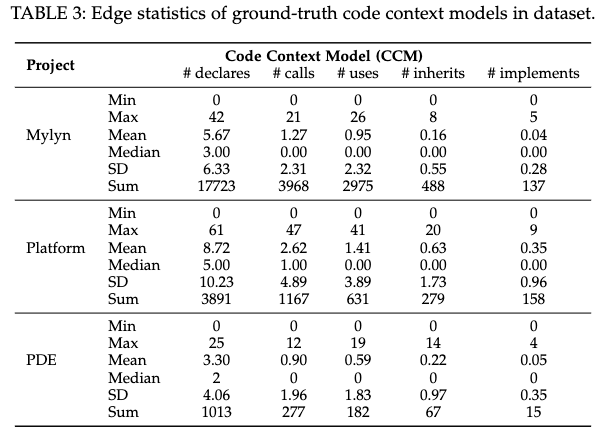 TABLE 3: Edge statistics of ground-truth code context models in dataset.
Project Code Context Model (CCM)
# declares # calls # uses # inherits # implements
Mylyn
Min 0 0 0 0 0
Max 42 21 26 8 5
Mean 5.67 1.27 0.95 0.16 0.04
Median 3.00 0.00 0.00 0.00 0.00
SD 6.33 2.31 2.32 0.55 0.28
Sum 17723 3968 2975 488 137
Platform
Min 0 0 0 0 0
Max 61 47 41 20 9
Mean 8.72 2.62 1.41 0.63 0.35
Median 5.00 1.00 0.00 0.00 0.00
SD 10.23 4.89 3.89 1.73 0.96
Sum 3891 1167 631 279 158
PDE
Min 0 0 0 0 0
Max 25 12 19 14 4
Mean 3.30 0.90 0.59 0.22 0.05
Median 2 0 0 0 0
SD 4.06 1.96 1.83 0.97 0.35
Sum 1013 277 182 67 15